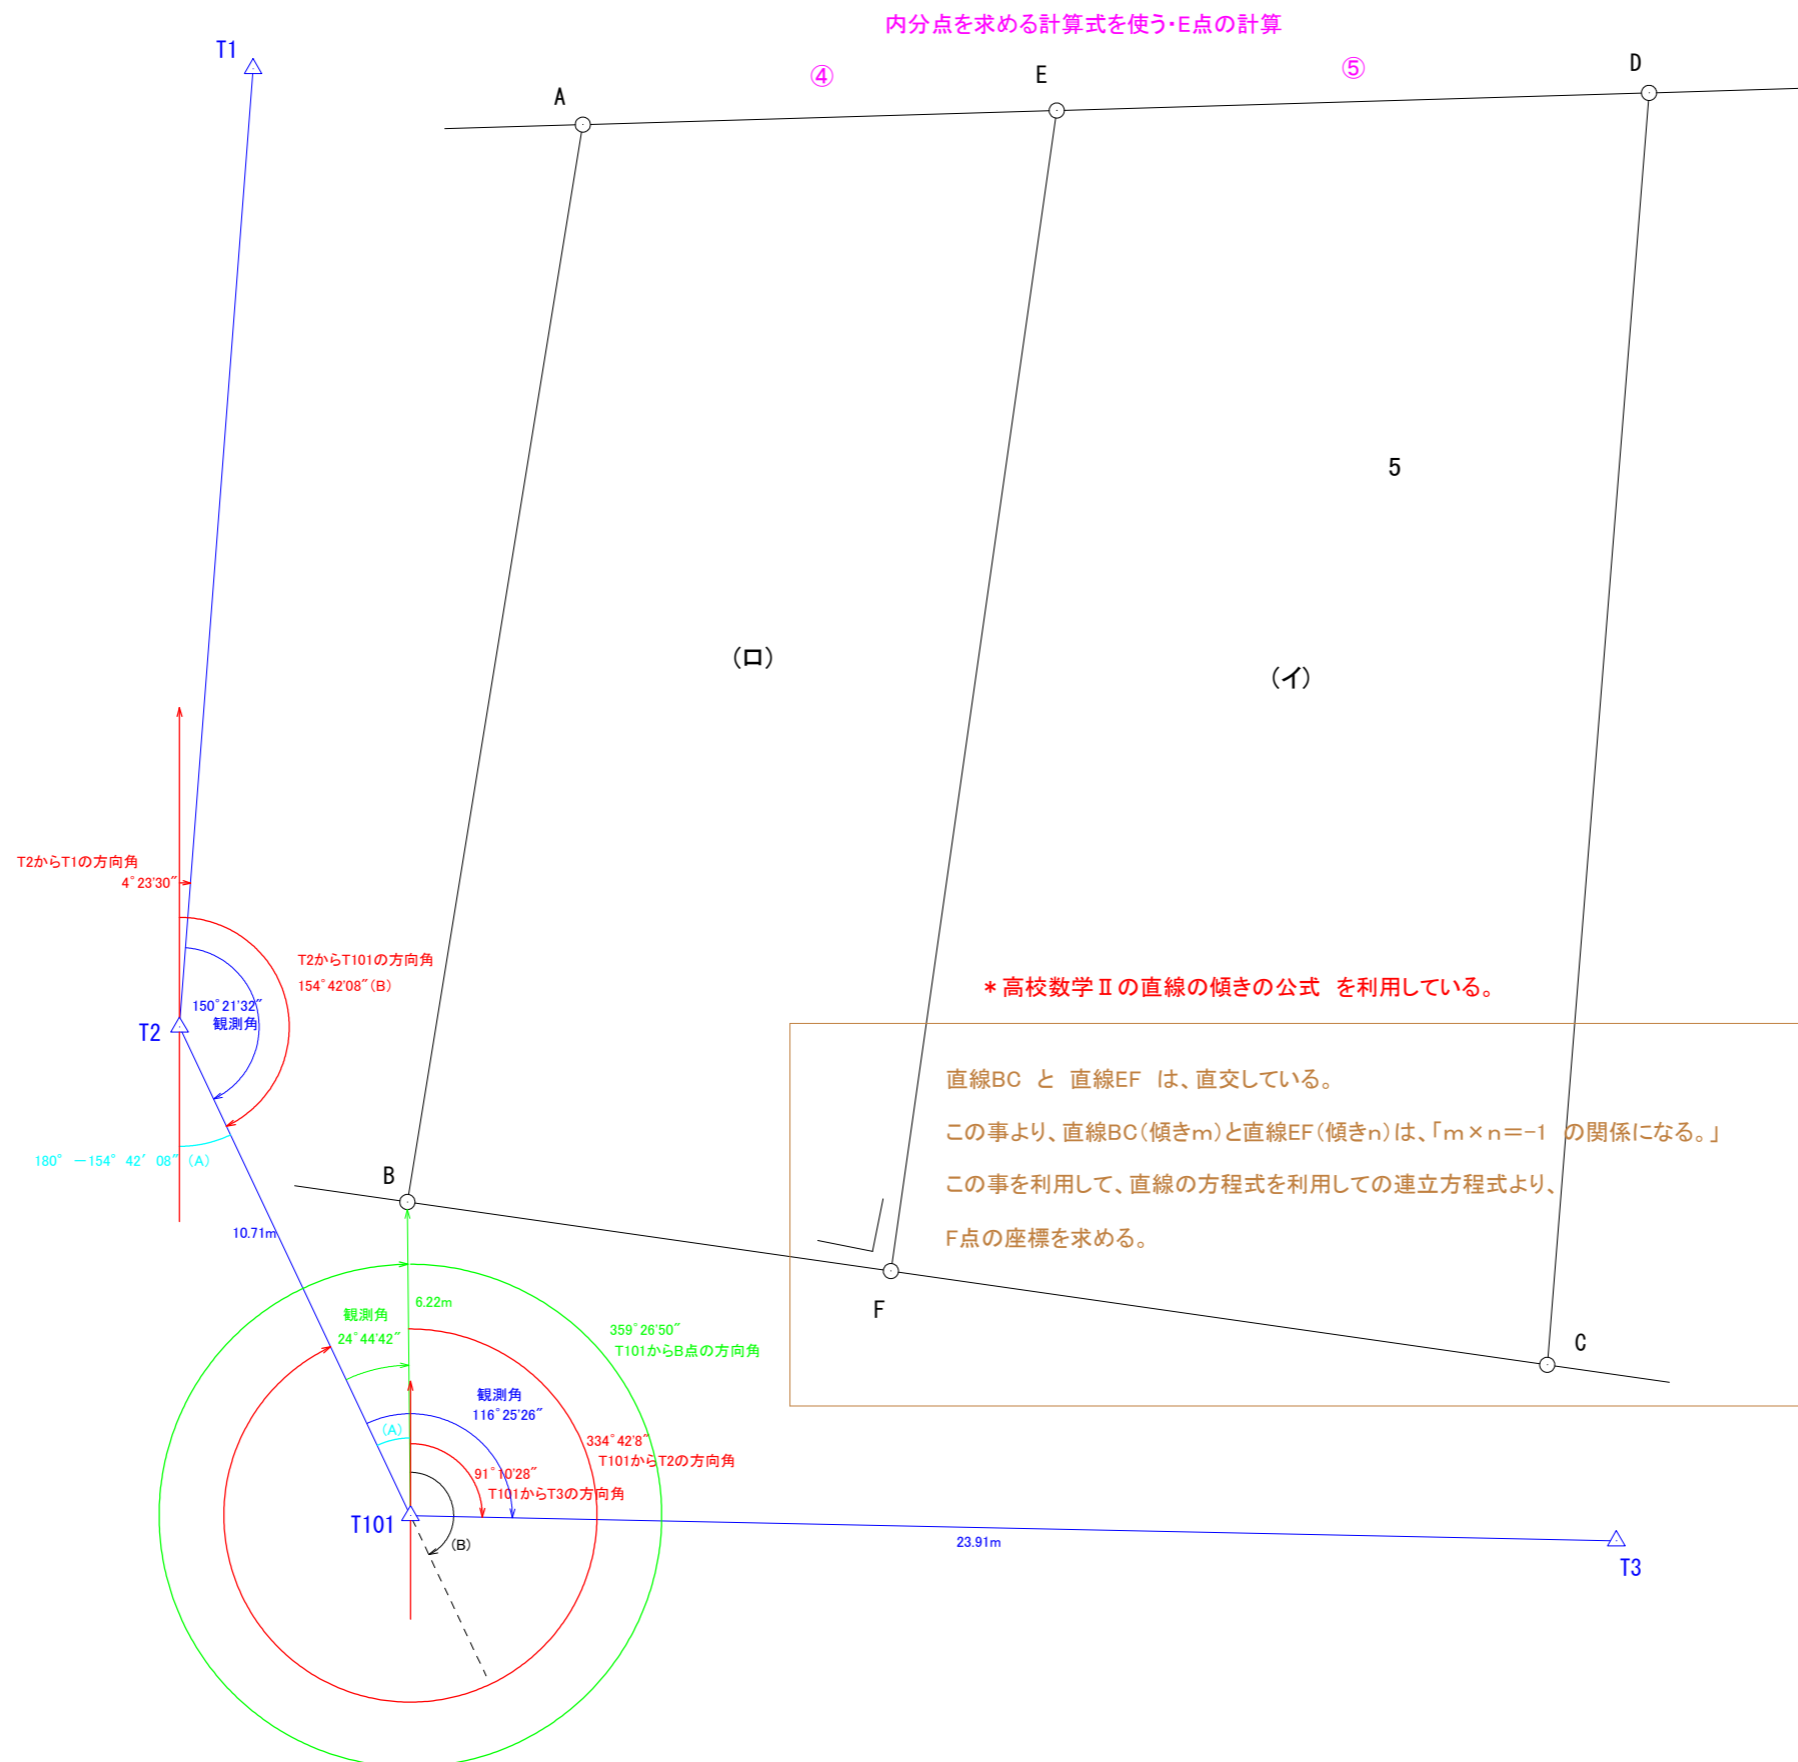 内分点を求める計算式を使う・E点の計算
T1
④
E
⑤
D
A
5
(ロ)
(イ)
T2からT1の方向角
4°23'30″
T2からT101の方向角
154°42'08″(B)
150°21'32″
観測角
T2
180° －154° 42′ 08″ (A)
＊高校数学Ⅱの直線の傾きの公式 を利用している。
直線BC と 直線EF は、直交している。
この事より、直線BC(傾きm)と直線EF(傾きn)は、「m×n=-1 の関係になる。」
この事を利用して、直線の方程式を利用しての連立方程式より、
F点の座標を求める。
B
10.71m
6.22m
観測角
24°44'42″
F
359°26'50″
T101からB点の方向角
C
観測角
116°25'26″
(A)
334°42'8″
T101からT2の方向角
91°10'28″
T101からT3の方向角
T101
(B)
23.91m
T3